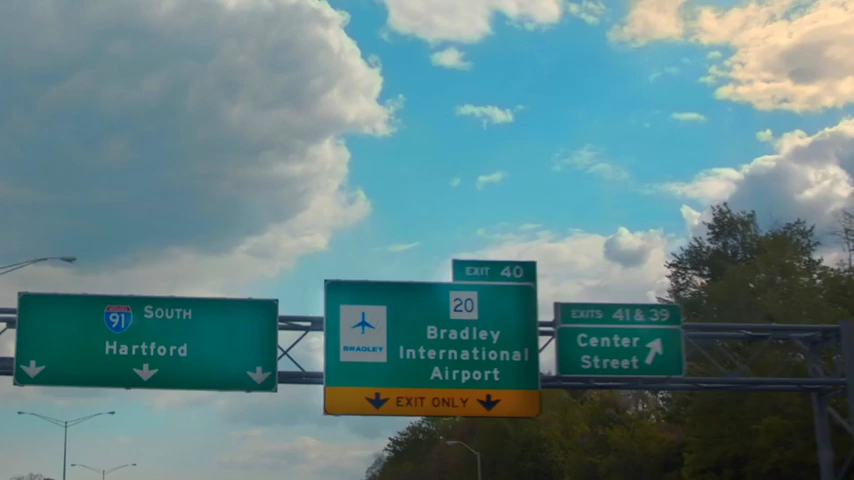 91 SOUTH
Hartford
EXIT 40
20
BRADLEY
Bradley
International
Airport
EXIT ONLY
EXITS 41 & 39
Center
Street